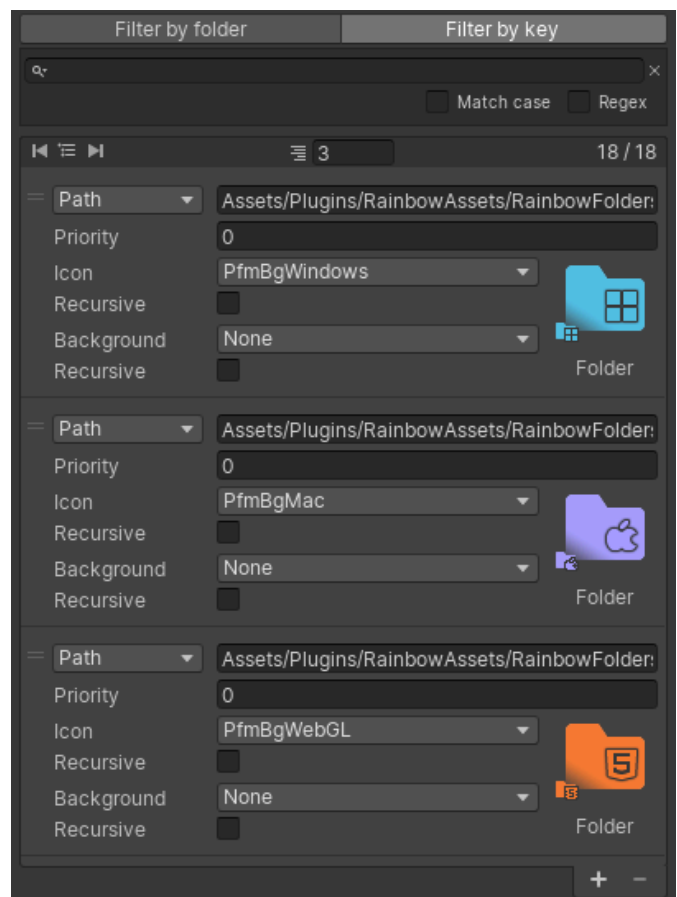 Filter by folder Filter by key
Match case Regex
3 18 / 18
Path Assets/Plugins/RainbowAssets/RainbowFolders
Priority 0
Icon PfmBgWindows
Recursive
Background None
Recursive Folder
Path Assets/Plugins/RainbowAssets/RainbowFolders
Priority 0
Icon PfmBgMac
Recursive
Background None
Recursive Folder
Path Assets/Plugins/RainbowAssets/RainbowFolders
Priority 0
Icon PfmBgWebGL
Recursive
Background None
Recursive Folder